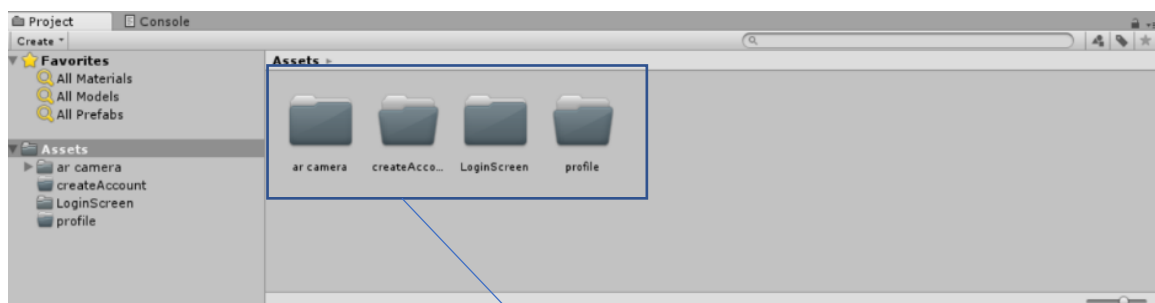 Project
Console
Create
Favorites
All Materials
All Models
All Prefabs
Assets
ar camera
createAccount
LoginScreen
profile
Assets
ar camera
createAcco...
LoginScreen
profile